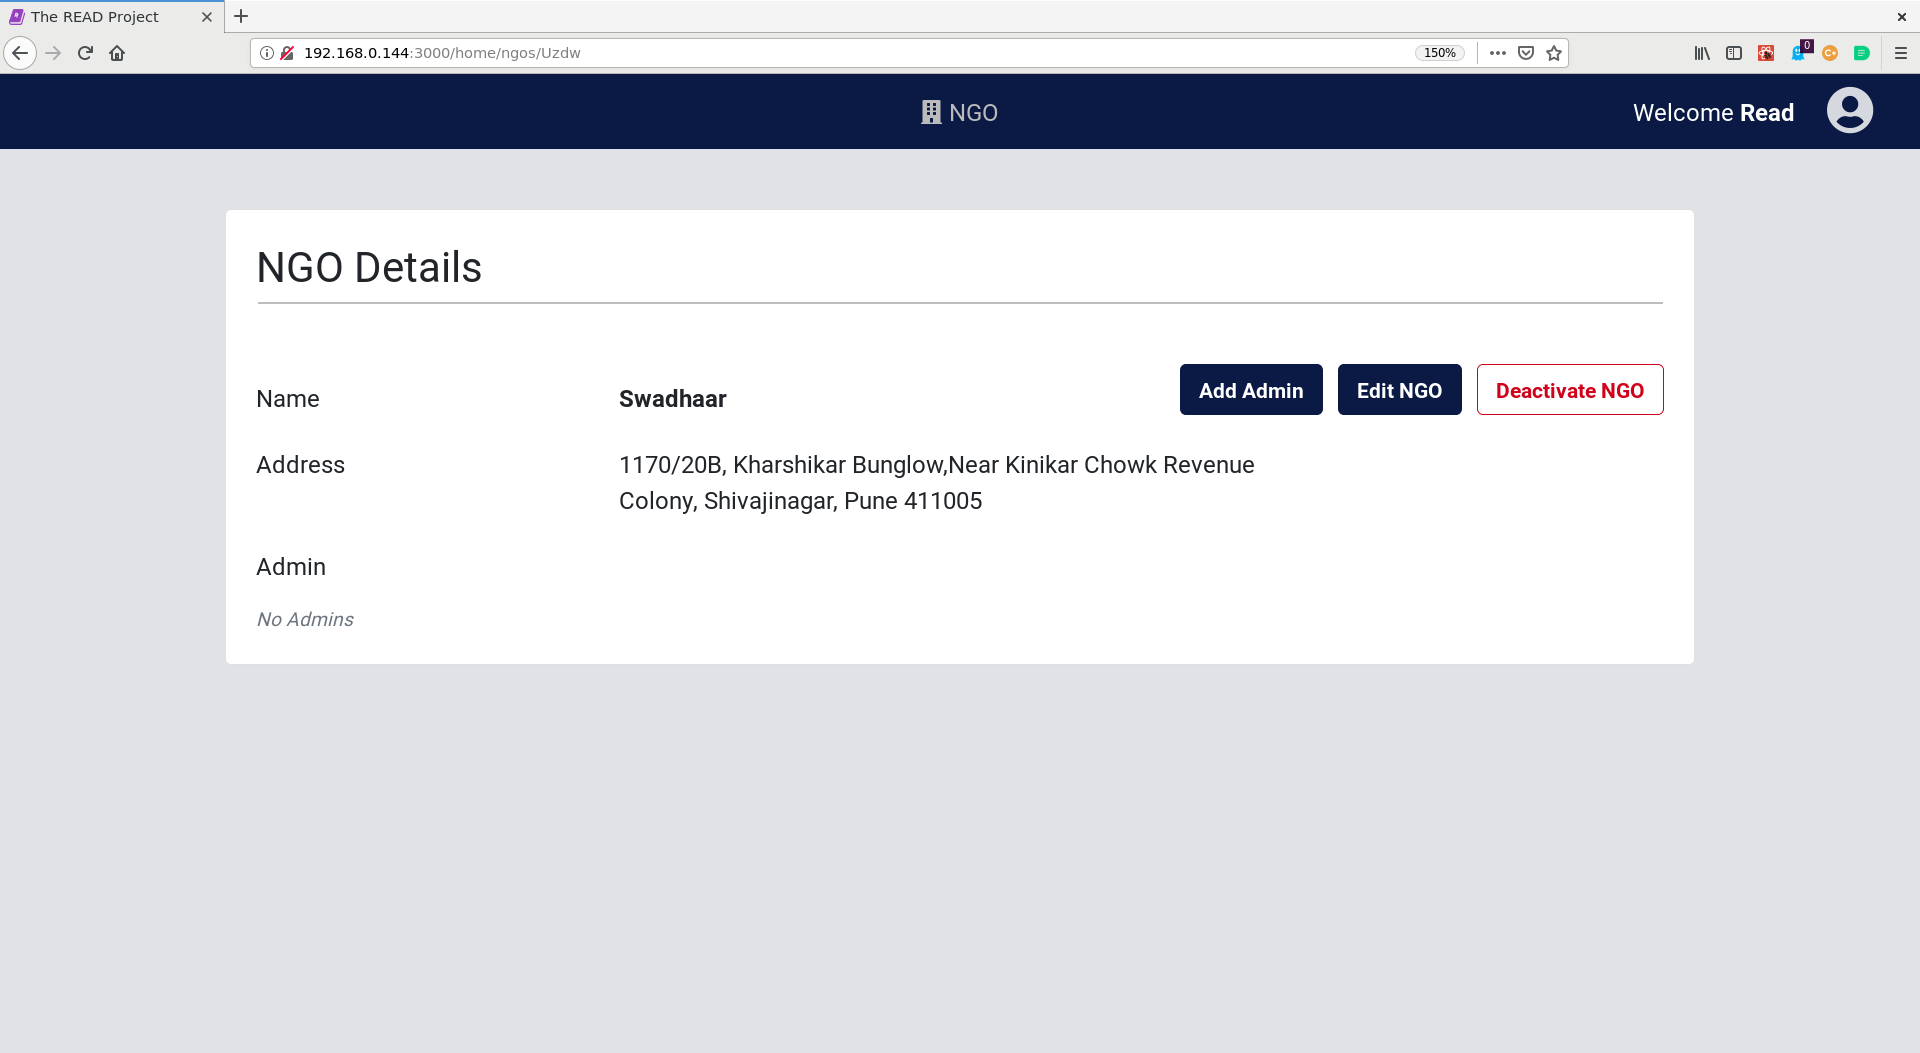 The READ Project
192.168.0.144:3000/home/ngos/Uzdw
150%
0
C+
NGO
Welcome Read
NGO Details
Name
Swadhaar
Add Admin
Edit NGO
Deactivate NGO
Address
1170/20B, Kharshikar Bunglow,Near Kinikar Chowk Revenue
Colony, Shivajinagar, Pune 411005
Admin
No Admins